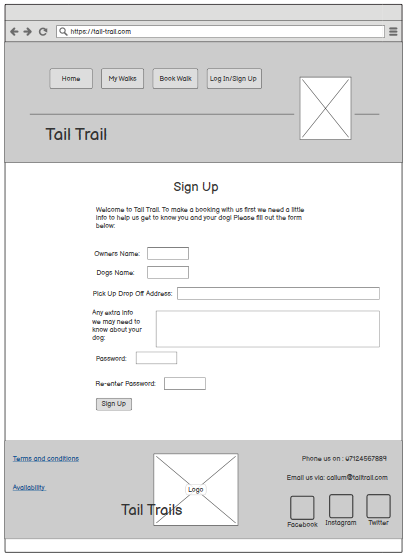 https://tail-trail.com
Home
My Walks
Book Walk
Log In/Sign Up
Tail Trail
Sign Up
Welcome to Tail Trail. To make a booking with us first we need a little
info to help us get to know you and your dog! Please fill out the form
below:
Owners Name:
Dogs Name:
Pick Up Drop Off Address:
Any extra info
we may need to
know about your
dog:
Password:
Re-enter Password:
Sign Up
Terms and conditions
Availability
Logo
Tail Trails
Phone us on : 07124567889
Email us via: callum@tailtrail.com
Facebook
Instagram
Twitter